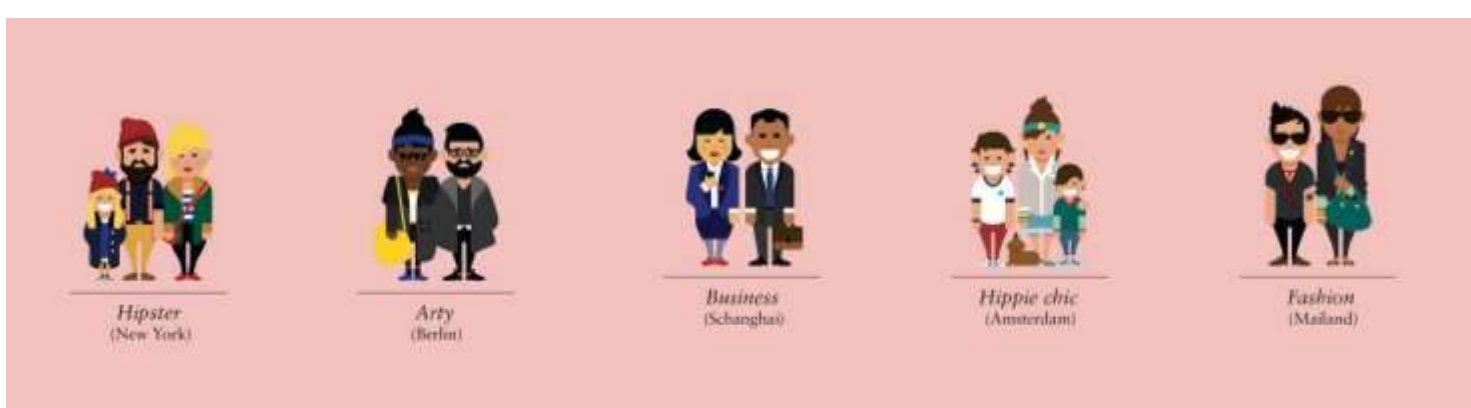 Hipster
(New York)
Arty
(Berlin)
Business
(Schanghai)
Hippie chic
(Amsterdam)
Fashion
(Mailand)